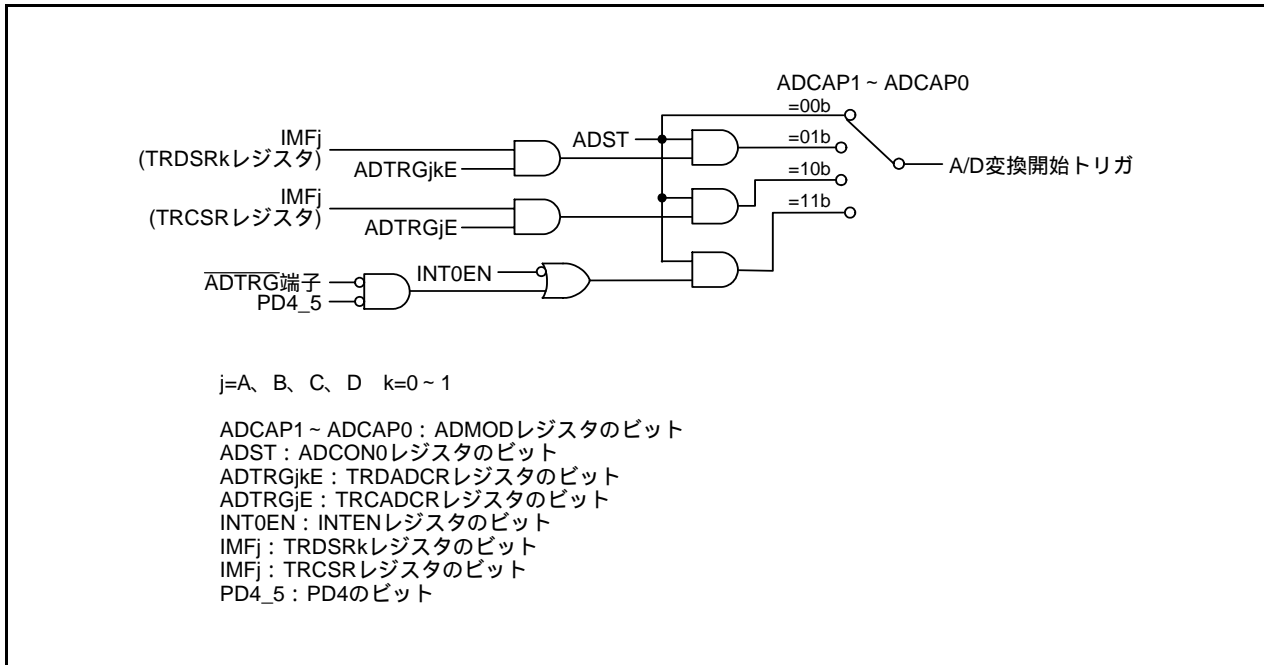 ADCAP1 ~ ADCAP0
=00b
IMFj
(TRDSRkレジスタ)
ADTRGjkE
ADST
=01b
A/D変換開始トリガ
=10b
IMFj
(TRCSRレジスタ)
ADTRGjE
=11b
ADTRG端子
PD4_5
INT0EN
j=A、B、C、D k=0 ~ 1
ADCAP1 ~ ADCAP0：ADMODレジスタのビット
ADST：ADCON0レジスタのビット
ADTRGjkE：TRDADCRレジスタのビット
ADTRGjE：TRCADCRレジスタのビット
INT0EN：INTENレジスタのビット
IMFj：TRDSRkレジスタのビット
IMFj：TRCSRレジスタのビット
PD4_5：PD4のビット